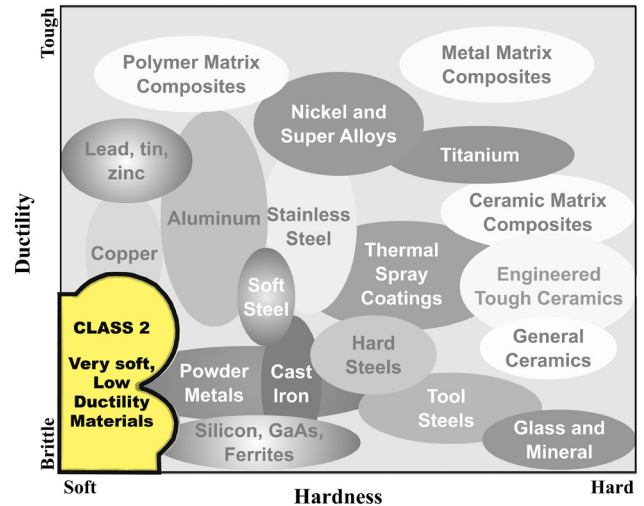 Tough
Ductility
Brittle
Polymer Matrix
Composites
Metal Matrix
Composites
Nickel and
Super Alloys
Lead, tin,
zinc
Titanium
Aluminum
Stainless
Steel
Ceramic Matrix
Composites
Copper
Thermal
Spray
Coatings
Engineered
Tough Ceramics
Soft
Steel
CLASS 2
Very soft,
Low
Ductility
Materials
Hard
Steels
General
Ceramics
Powder
Metals
Cast
Iron
Tool
Steels
Silicon, GaAs,
Ferrites
Glass and
Mineral
Soft
Hardness
Hard